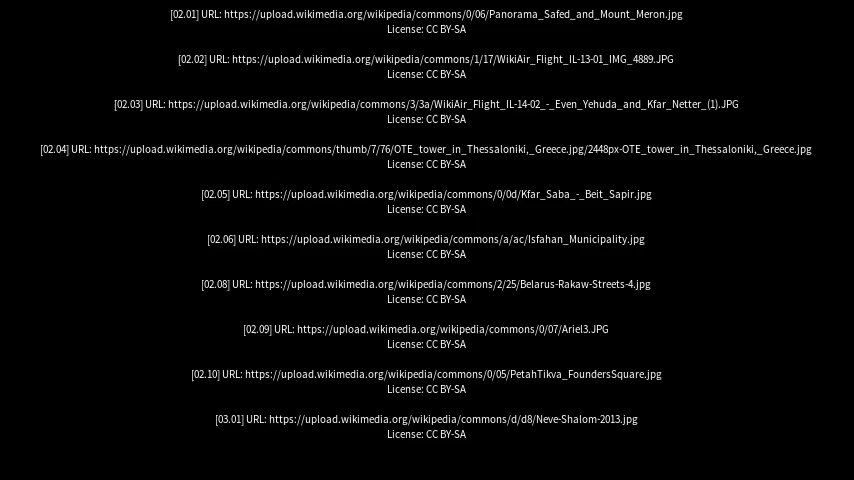 [02.01] URL: https://upload.wikimedia.org/wikipedia/commons/0/06/Panorama_Safed_and_Mount_Meron.jpg
License: CC BY-SA
[02.02] URL: https://upload.wikimedia.org/wikipedia/commons/1/17/WikiAir_Flight_IL-13-01_IMG_4889.JPG
License: CC BY-SA
[02.03] URL: https://upload.wikimedia.org/wikipedia/commons/3/3a/WikiAir_Flight_IL-14-02_-_Even_Yehuda_and_Kfar_Netter_(1).JPG
License: CC BY-SA
[02.04] URL: https://upload.wikimedia.org/wikipedia/commons/thumb/7/76/OTE_tower_in_Thessaloniki,_Greece.jpg/2448px-OTE_tower_in_Thessaloniki,_Greece.jpg
License: CC BY-SA
[02.05] URL: https://upload.wikimedia.org/wikipedia/commons/0/0d/Kfar_Saba_-_Beit_Sapir.jpg
License: CC BY-SA
[02.06] URL: https://upload.wikimedia.org/wikipedia/commons/a/ac/Isfahan_Municipality.jpg
License: CC BY-SA
[02.08] URL: https://upload.wikimedia.org/wikipedia/commons/2/25/Belarus-Rakaw-Streets-4.jpg
License: CC BY-SA
[02.09] URL: https://upload.wikimedia.org/wikipedia/commons/0/07/Ariel3.JPG
License: CC BY-SA
[02.10] URL: https://upload.wikimedia.org/wikipedia/commons/0/05/PetahTikva_FoundersSquare.jpg
License: CC BY-SA
[03.01] URL: https://upload.wikimedia.org/wikipedia/commons/d/d8/Neve-Shalom-2013.jpg
License: CC BY-SA